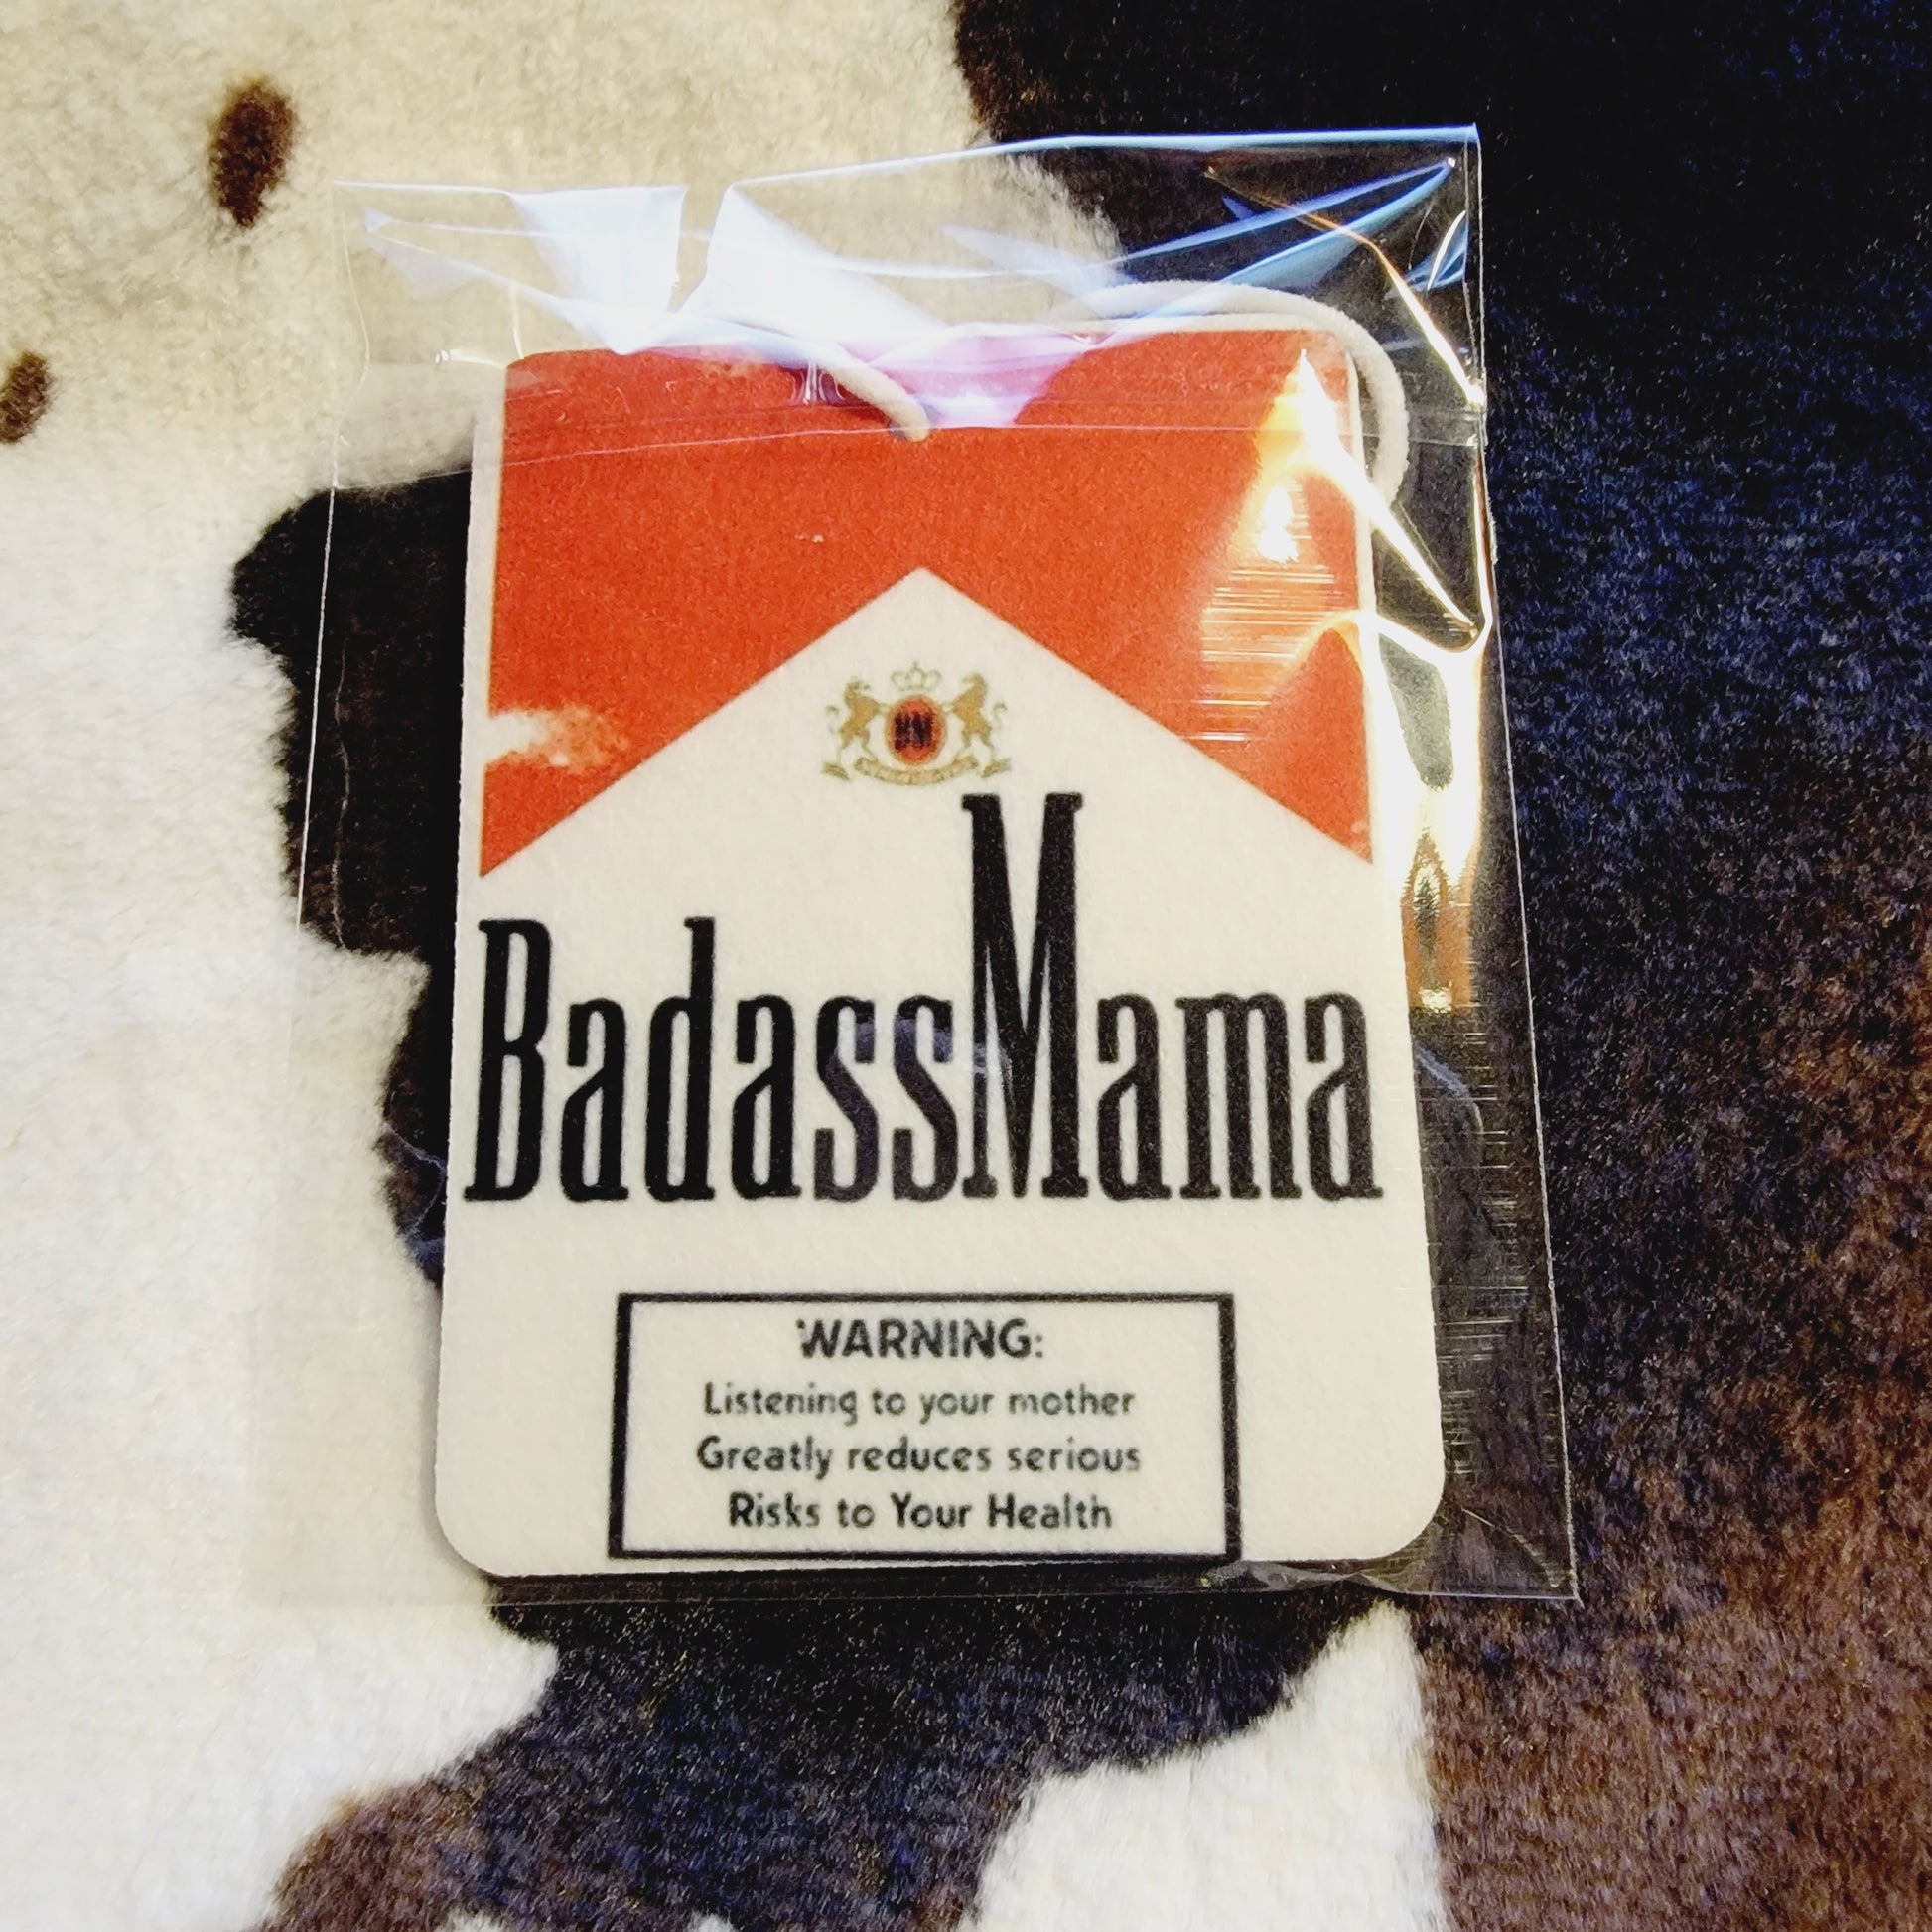 BadassMama
WARNING:
Listening to your mother
Greatly reduces serious
Risks to Your Health